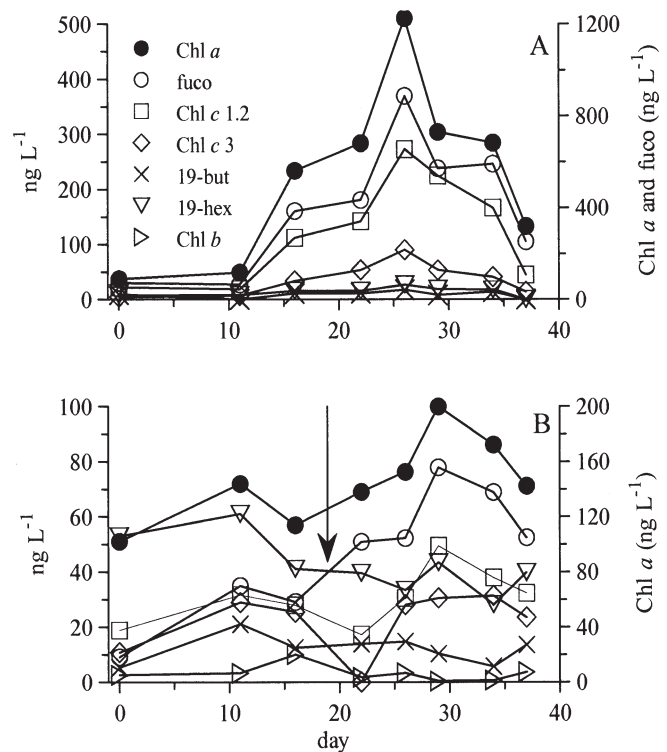 500
400
300
200
100
0
ng L-1
A
Chl a
fuco
Chl c 1.2
Chl c 3
19-but
19-hex
Chl b
1200
800
400
0
Chl a and fuco (ng L-1)
0 10 20 30 40
100
80
60
40
20
0
ng L-1
B
200
160
120
80
40
0
Chl a (ng L-1)
0 10 20 30 40
day